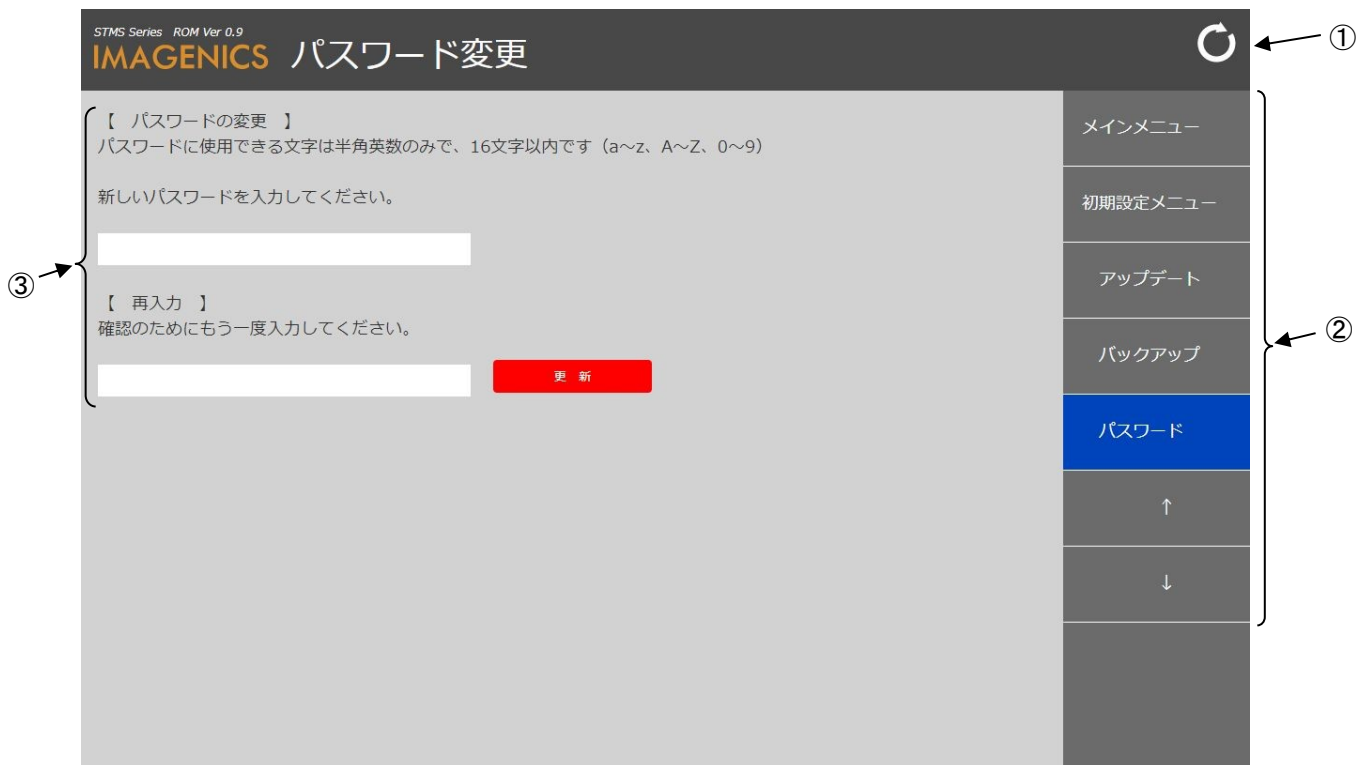 STMS Series ROM Ver 0.9
IMAGENICS パスワード変更
①
【 パスワードの変更 】
パスワードに使用できる文字は半角英数のみで、16文字以内です（a～z、A～Z、0～9）
新しいパスワードを入力してください。
③
【 再入力 】
確認のためにもう一度入力してください。
更 新
メインメニュー
初期設定メニュー
アップデート
バックアップ
パスワード
↑
↓
②